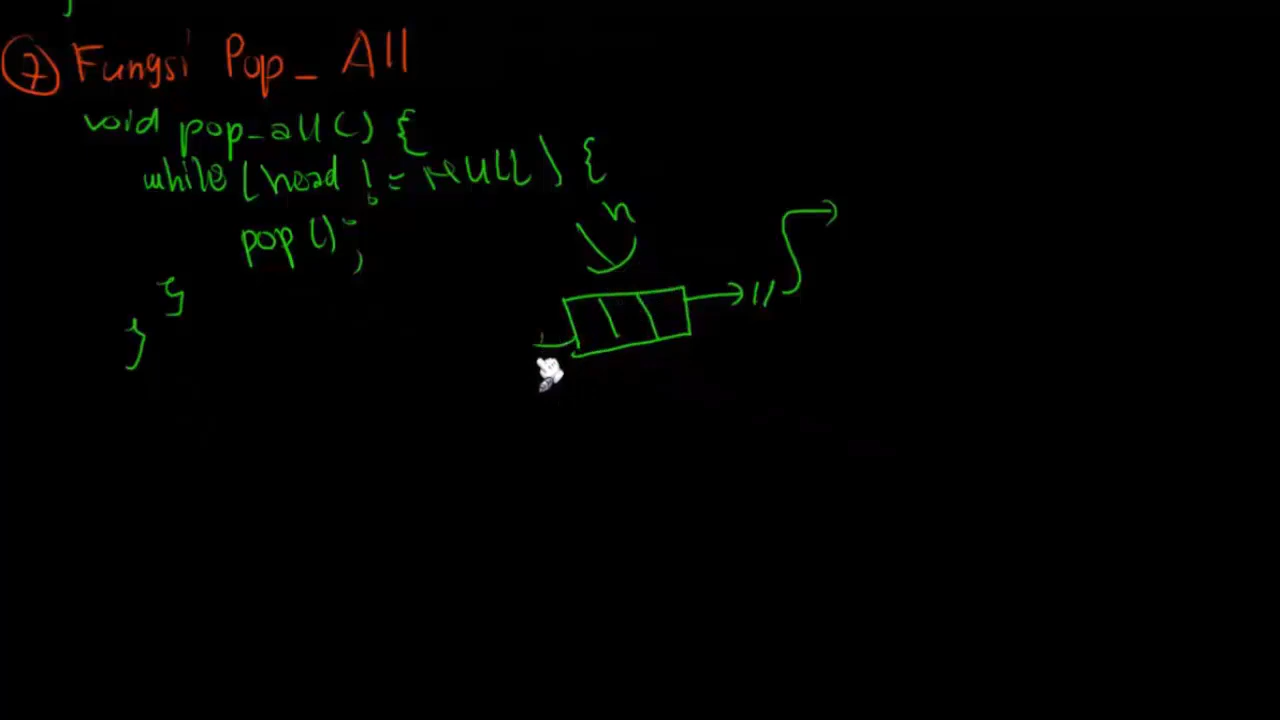 7 Fungsi Pop_ All
void pop_all() {
while (head != NULL) {
pop();
}
}
h